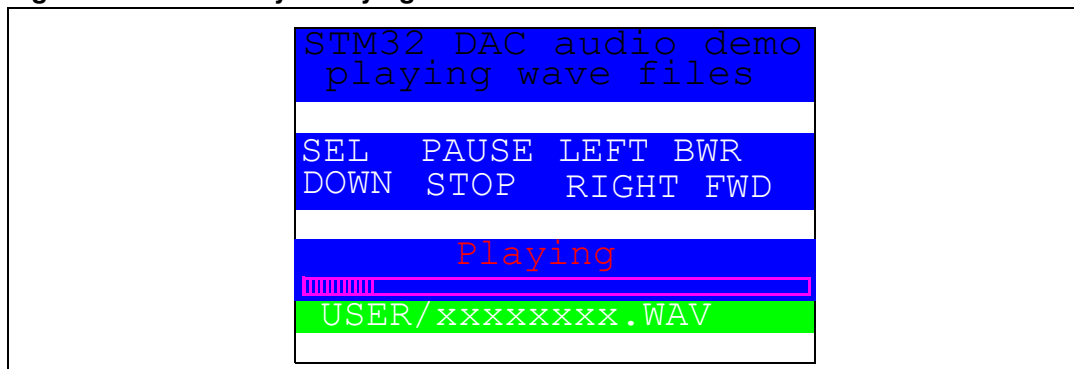 STM32 DAC audio demo
playing wave files
SEL PAUSE LEFT BWR
DOWN STOP RIGHT FWD
Playing
USER/xxxxxxxx.WAV